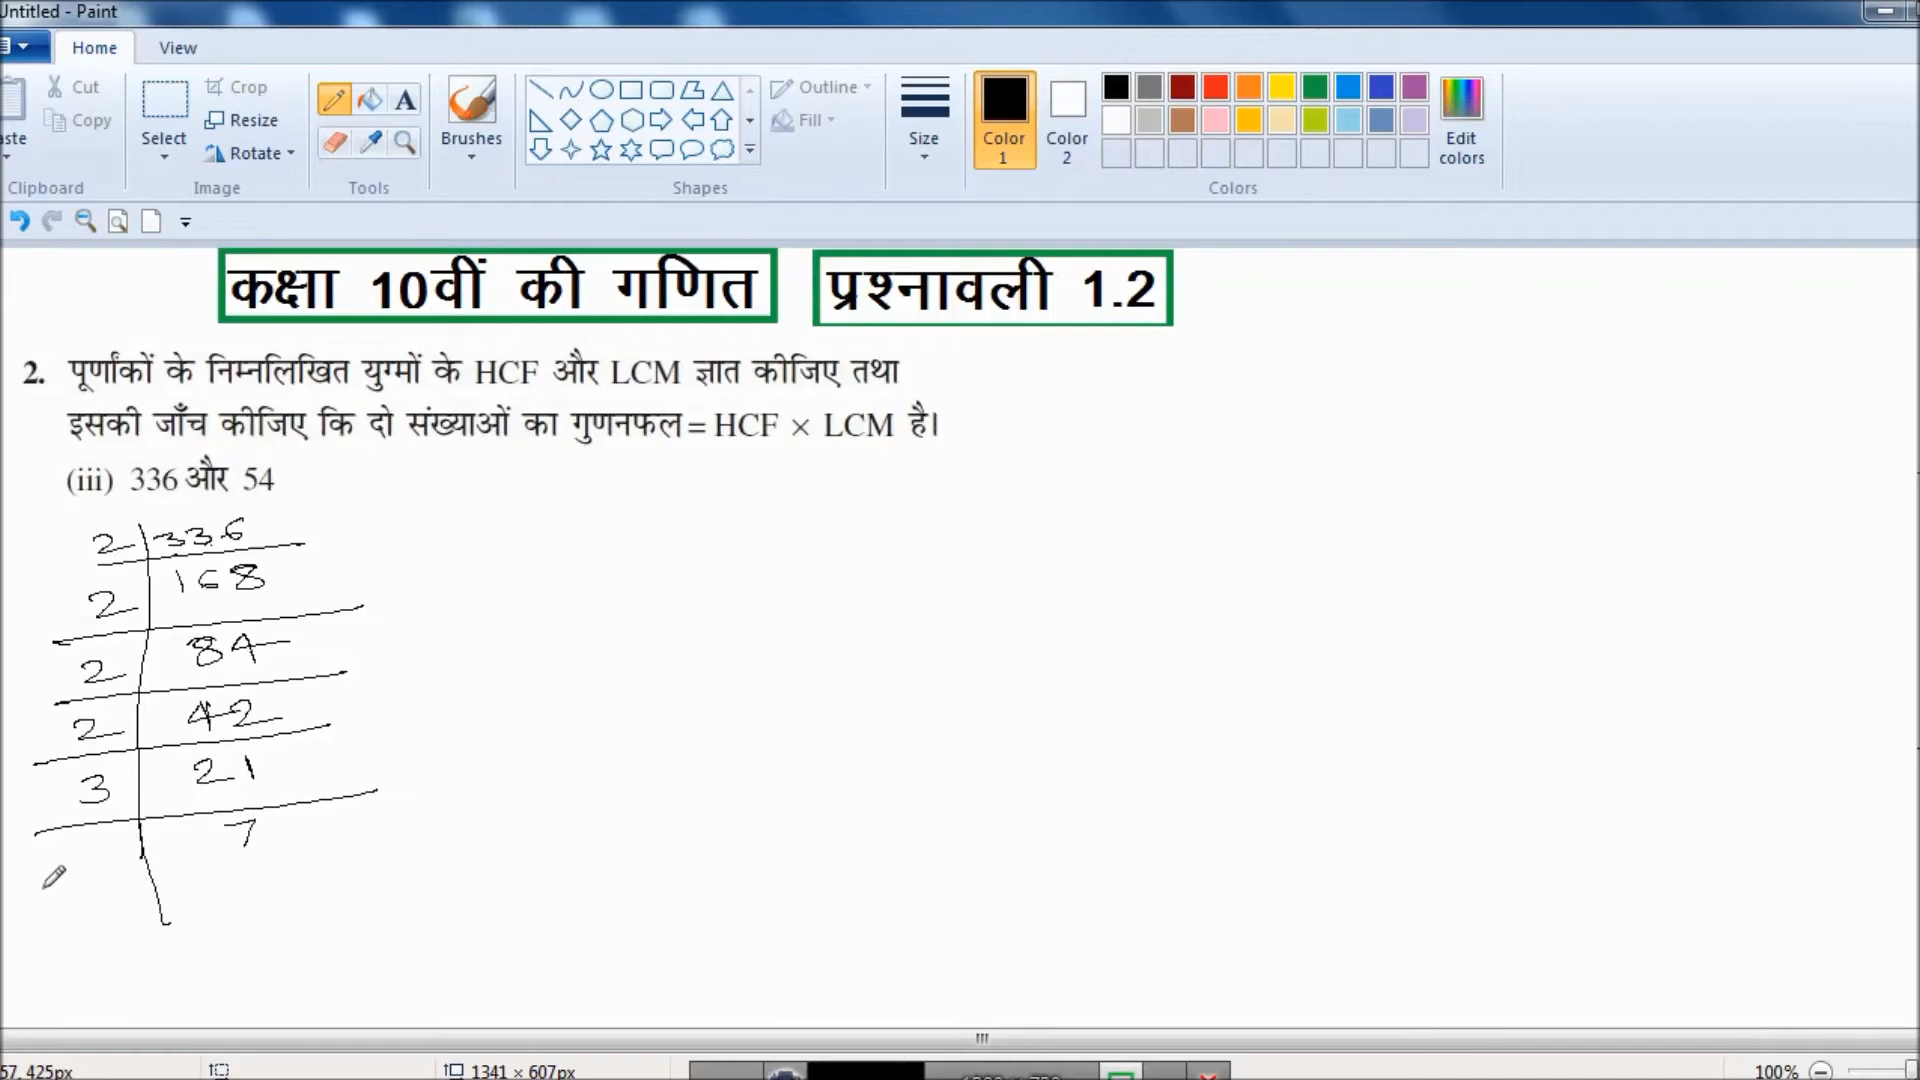 Untitled - Paint
Home View
Cut
Copy
Clipboard
Select
Crop
Resize
Rotate
Image
Tools
Brushes
Shapes
Outline
Fill
Size
Color 1
Color 2
Edit colors
Colors
कक्षा 10वीं की गणित प्रश्नावली 1.2
2. पूर्णांकों के निम्नलिखित युग्मों के HCF और LCM ज्ञात कीजिए तथा
इसकी जाँच कीजिए कि दो संख्याओं का गुणनफल = HCF × LCM है।
(iii) 336 और 54
2 336
2 168
2 84
2 42
3 21
7
57, 425px 1341 × 607px 100%